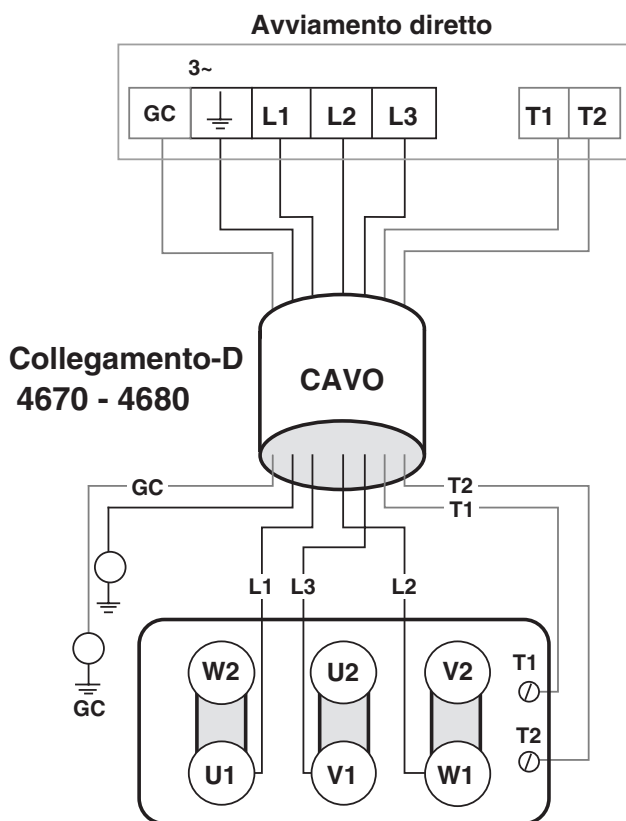 Avviamento diretto
3~
GC L1 L2 L3 T1 T2
Collegamento-D
4670 - 4680
CAVO
GC T2
T1
L1 L3 L2
W2 U2 V2 T1
GC
T2
U1 V1 W1